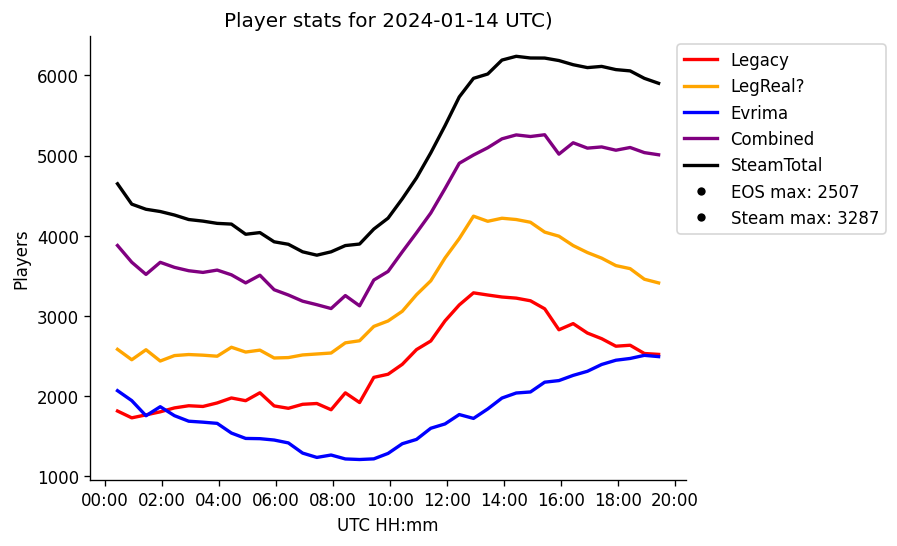 Player stats for 2024-01-14 UTC)
Legacy
LegReal?
Evrima
Combined
SteamTotal
EOS max: 2507
Steam max: 3287
Players
6000
5000
4000
3000
2000
1000
00:00 02:00 04:00 06:00 08:00 10:00 12:00 14:00 16:00 18:00 20:00
UTC HH:mm